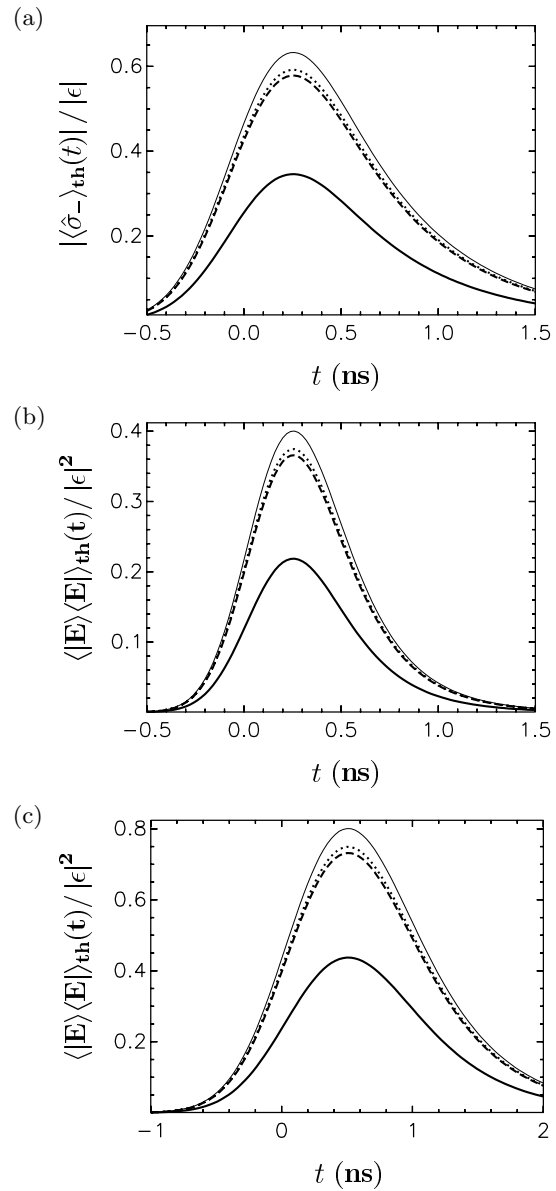 (a)
|⟨σ̂₋⟩th(t)| / |ϵ|
0.6
0.4
0.2
−0.5 0.0 0.5 1.0 1.5
t (ns)
(b)
⟨|E⟩⟨E|⟩th(t)/ |ϵ|²
0.4
0.3
0.2
0.1
−0.5 0.0 0.5 1.0 1.5
t (ns)
(c)
⟨|E⟩⟨E|⟩th(t)/ |ϵ|²
0.8
0.6
0.4
0.2
−1 0 1 2
t (ns)